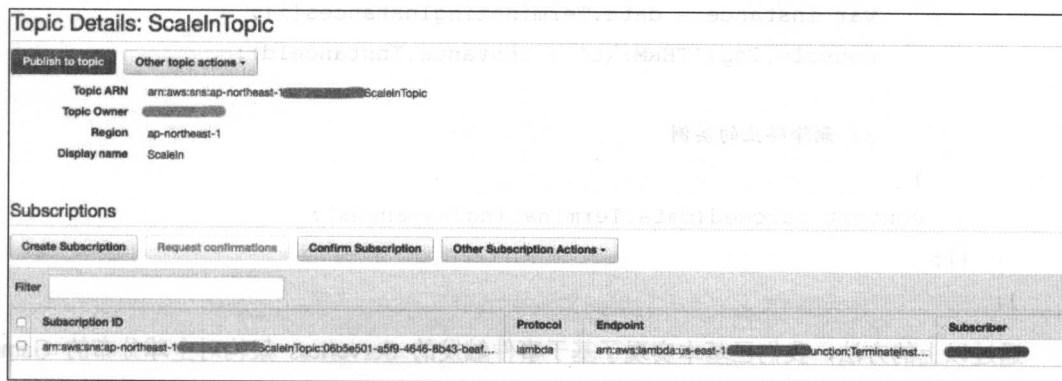 Topic Details: ScaleInTopic
Publish to topic
Other topic actions
Topic ARN arn:aws:sns:ap-northeast-1 ScaleInTopic
Topic Owner
Region ap-northeast-1
Display name ScaleIn
Subscriptions
Create Subscription
Request confirmations
Confirm Subscription
Other Subscription Actions
Filter
Subscription ID Protocol Endpoint Subscriber
arn:aws:sns:ap-northeast-1 ScaleInTopic:06b5e501-a5f9-4646-8b43-beaf... lambda arn:aws:lambda:us-east-1 unction:TerminateInst...